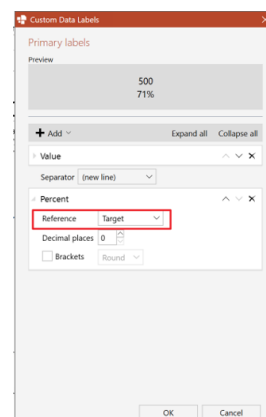 Custom Data Labels
Primary labels
Preview
500
71%
Add
Expand all
Collapse all
Value
Separator (new line)
Percent
Reference Target
Decimal places 0
Brackets Round
OK
Cancel